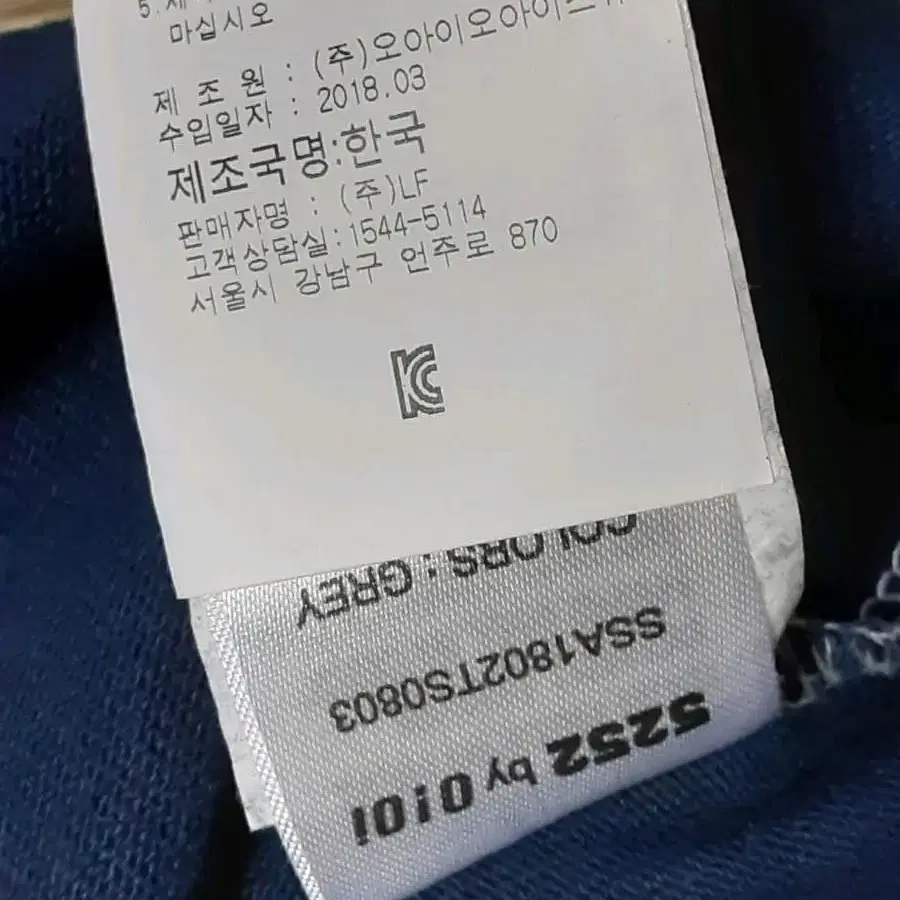 마십시오
제 조 원 : (주)오아이오아이
수입일자 : 2018.03
제조국명:한국
판매자명 : (주)LF
고객상담실:1544-5114
서울시 강남구 언주로 870
KC
COLORS : GREY
SSA1802TS0803
5252 by O!Oi